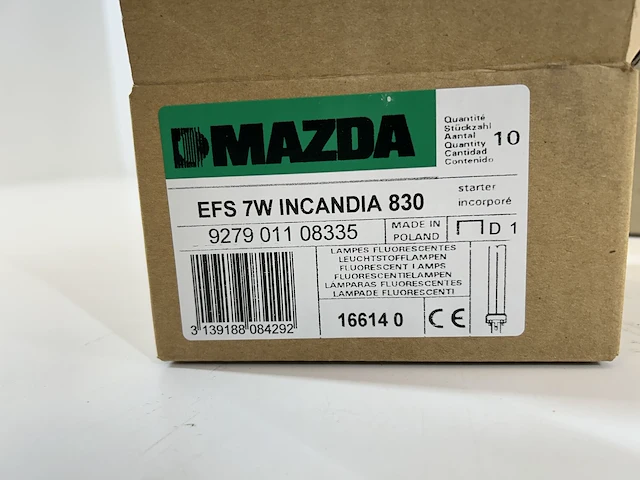 MAZDA
Quantité
Stückzahl
Aantal
Quantity
Cantidad
Contenido
10
EFS 7W INCANDIA 830
starter
incorporé
9279 011 08335
MADE IN
POLAND
D 1
LAMPES FLUORESCENTES
LEUCHTSTOFFLAMPEN
FLUORESCENT LAMPS
FLUORESCENTIELAMPEN
LAMPARAS FLUORESCENTES
LAMPADE FLUORESCENTI
3 139188 084292
16614 0
CE